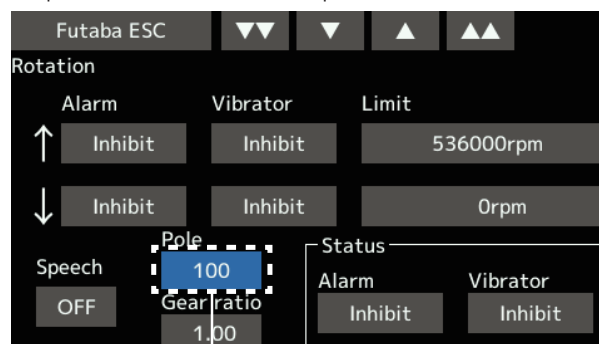 Futaba ESC ▼▼ ▼ ▲ ▲▲
Rotation
Alarm Vibrator Limit
↑ Inhibit Inhibit 536000rpm
↓ Inhibit Inhibit 0rpm
Pole
Status
Speech 100 Alarm Vibrator
OFF Gear ratio Inhibit Inhibit
1.00